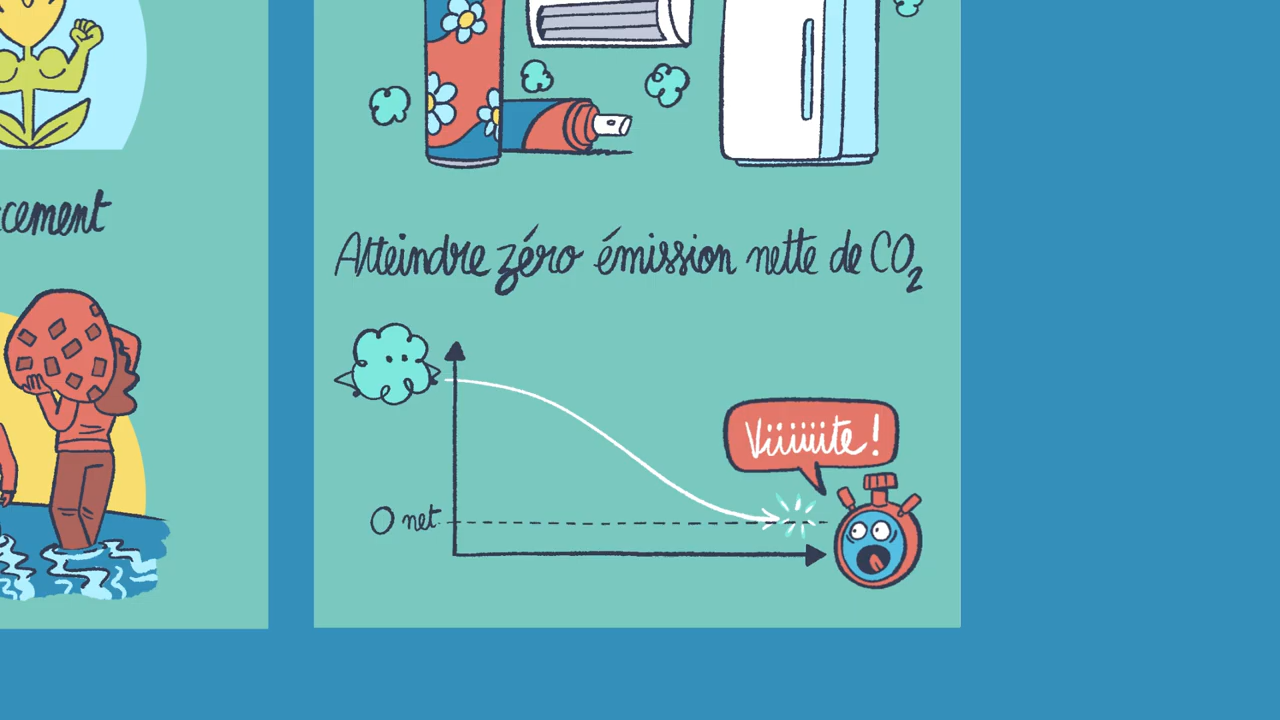 cement
Atteindre zéro émission nette de CO₂
Viiiiiite !
0 net